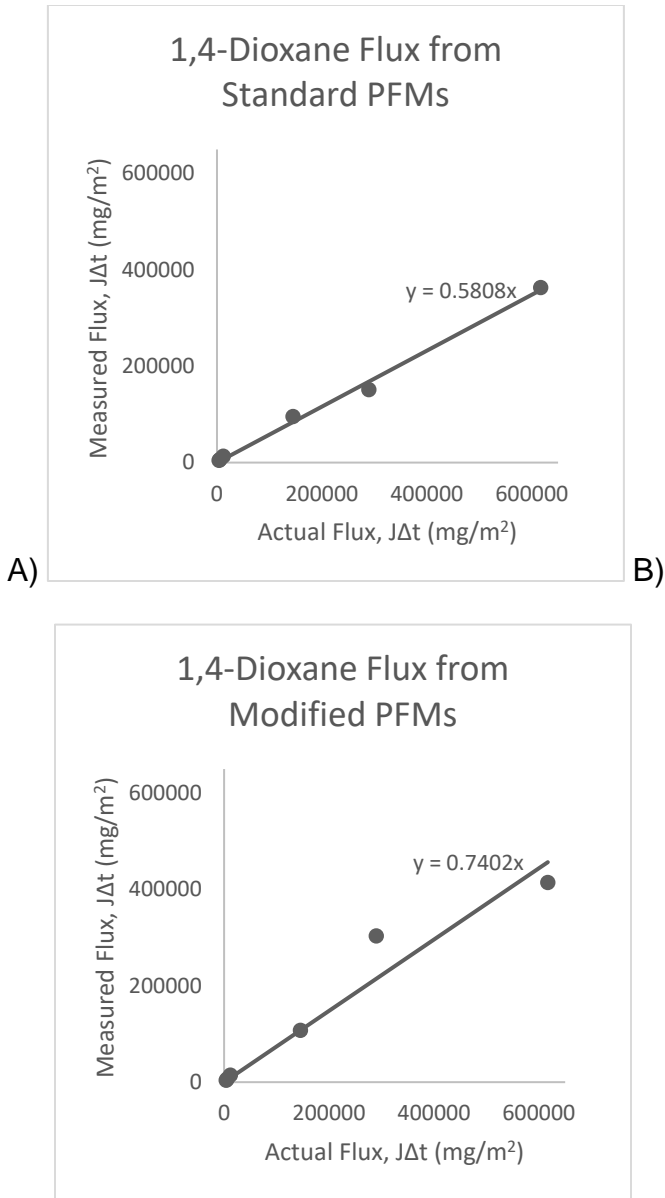 1,4-Dioxane Flux from
Standard PFMs
Measured Flux, JΔt (mg/m²)
600000
400000
200000
0
y = 0.5808x
0 200000 400000 600000
Actual Flux, JΔt (mg/m²)
A)
B)
1,4-Dioxane Flux from
Modified PFMs
Measured Flux, JΔt (mg/m²)
600000
400000
200000
0
y = 0.7402x
0 200000 400000 600000
Actual Flux, JΔt (mg/m²)